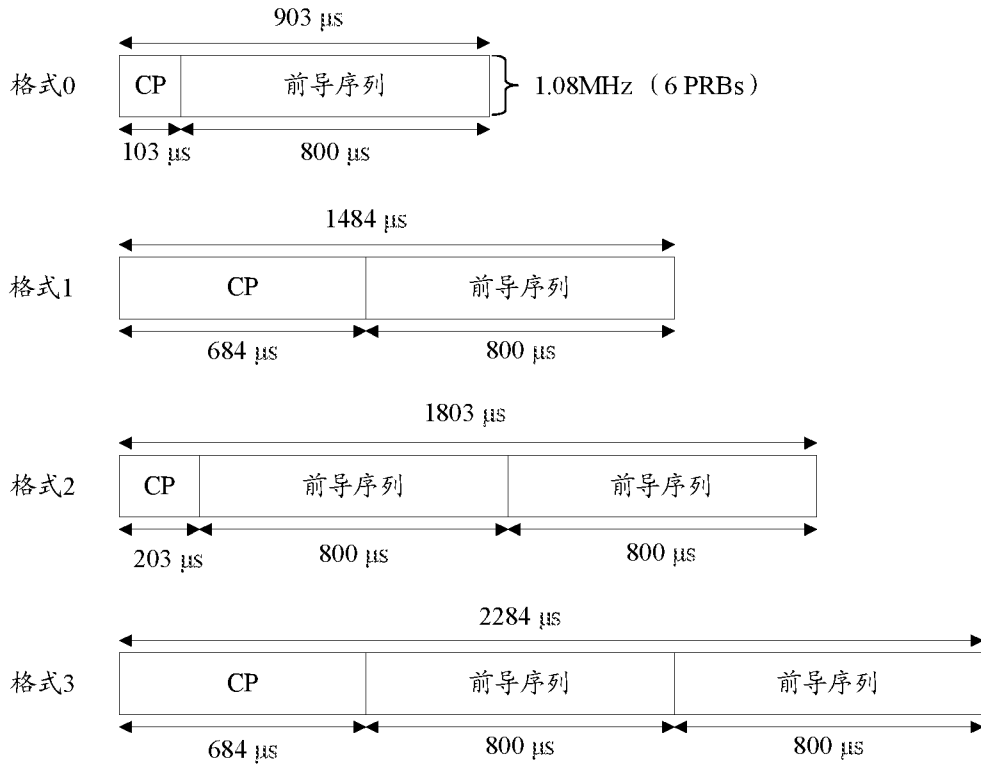 903 μs
格式0
CP
前导序列
1.08MHz （6 PRBs）
103 μs
800 μs
1484 μs
格式1
CP
前导序列
684 μs
800 μs
1803 μs
格式2
CP
前导序列
前导序列
203 μs
800 μs
800 μs
2284 μs
格式3
CP
前导序列
前导序列
684 μs
800 μs
800 μs